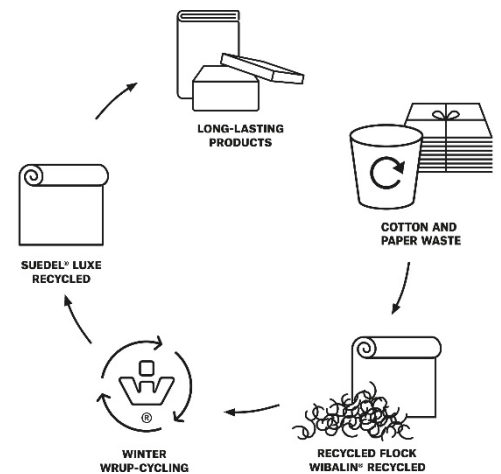 LONG-LASTING
PRODUCTS
COTTON AND
PAPER WASTE
SUEDEL® LUXE
RECYCLED
®
WINTER
WRUP-CYCLING
RECYCLED FLOCK
WIBALIN® RECYCLED